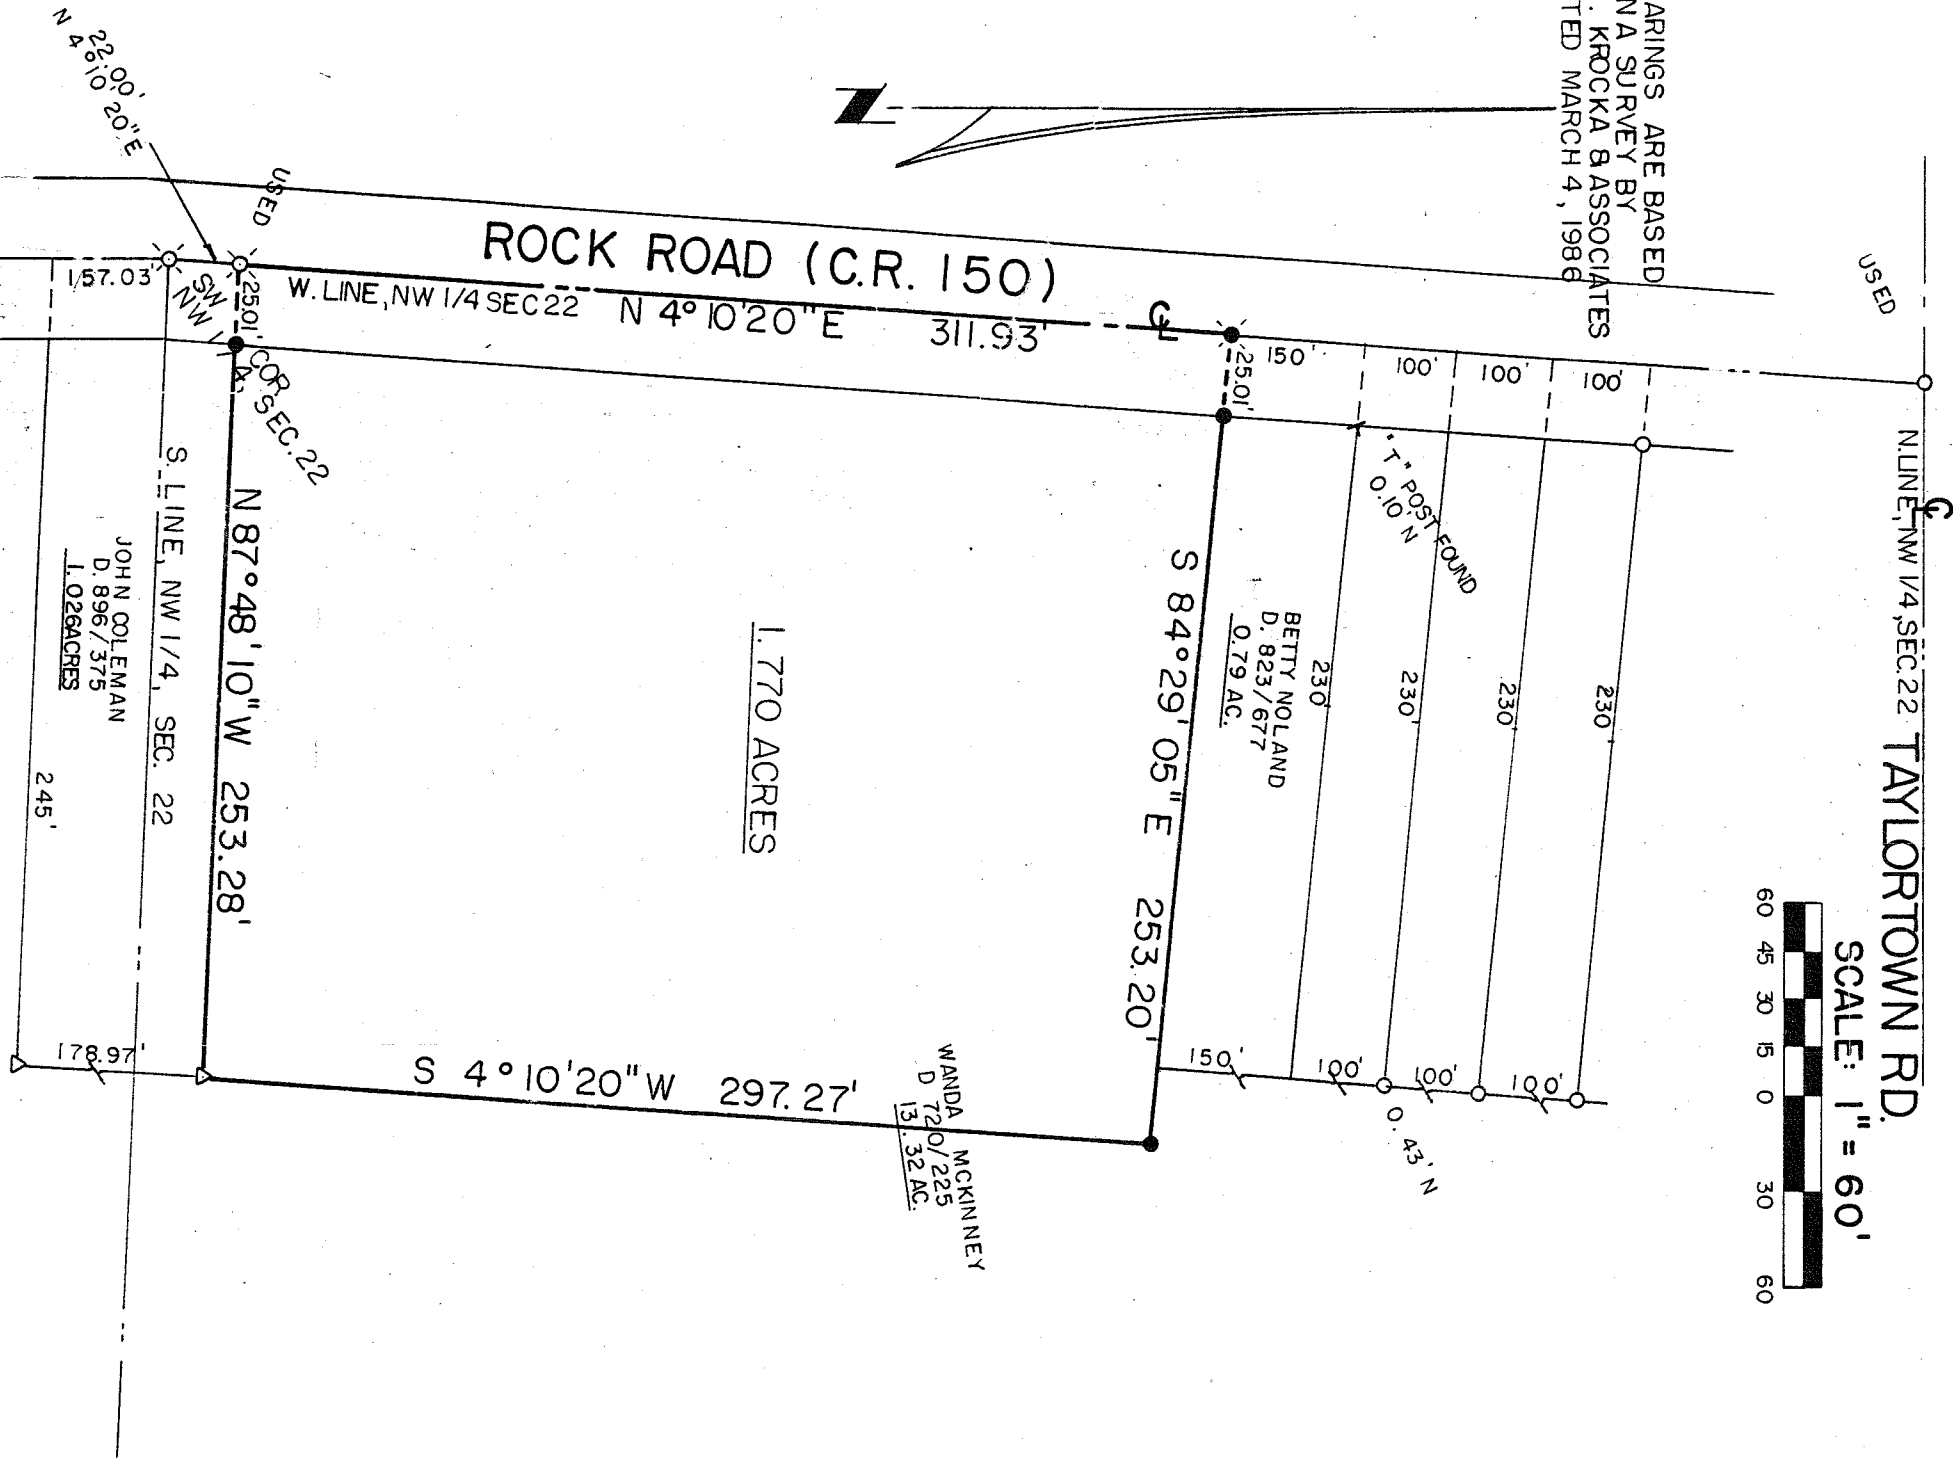 ARINGS ARE BASED
N A SURVEY BY
. KROCKA & ASSOCIATES
TED MARCH 4, 1986
N
22.00'
N 4°10'20"E
USED
ROCK ROAD (C.R. 150)
W. LINE, NW 1/4 SEC 22
N 4°10'20"E 311.93'
℄
157.03'
25.01'
SW COR
NW 1/4, SEC. 22
25.01'
150'
100'
100'
100'
USED
℄
N. LINE, NW 1/4, SEC. 22
TAYLORTOWN RD.
"T" POST FOUND
0.10' N
S 84°29'05"E 253.20'
BETTY NOLAND
D. 823/677
0.79 AC.
230'
230'
230'
230'
1.770 ACRES
N 87°48'10"W 253.28'
S. LINE, NW 1/4, SEC. 22
JOHN COLEMAN
D. 896/375
1.026 ACRES
245'
178.97'
S 4°10'20"W 297.27'
WANDA MCKINNEY
D 720/225
13.32 AC.
150'
100'
100'
100'
0.43' N
SCALE: 1" = 60'
60 45 30 15 0 30 60